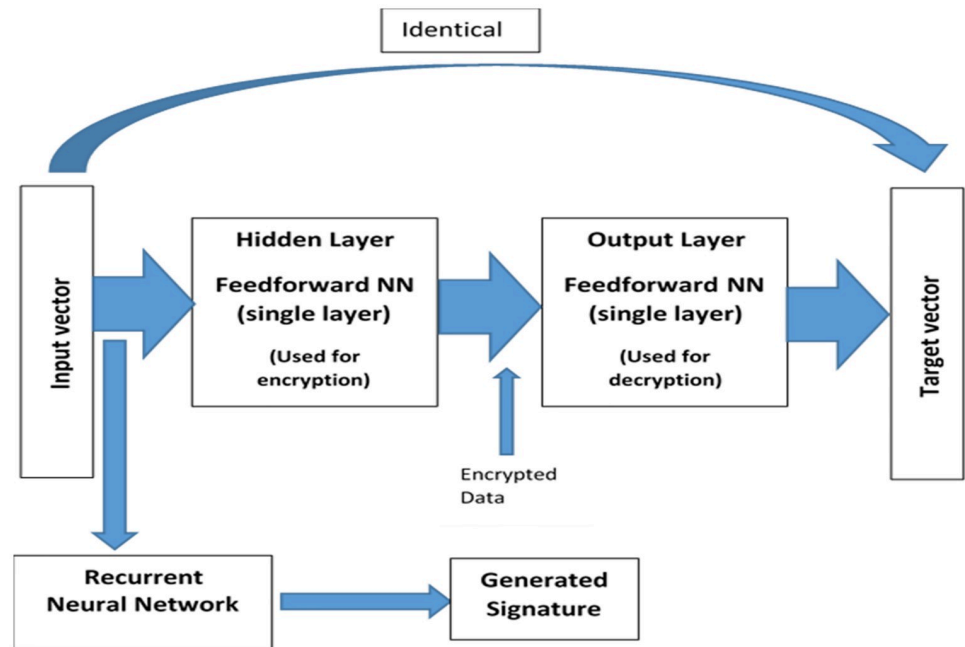 Identical
Input vector
Hidden Layer
Feedforward NN
(single layer)
(Used for
encryption)
Output Layer
Feedforward NN
(single layer)
(Used for
decryption)
Target vector
Encrypted
Data
Recurrent
Neural Network
Generated
Signature